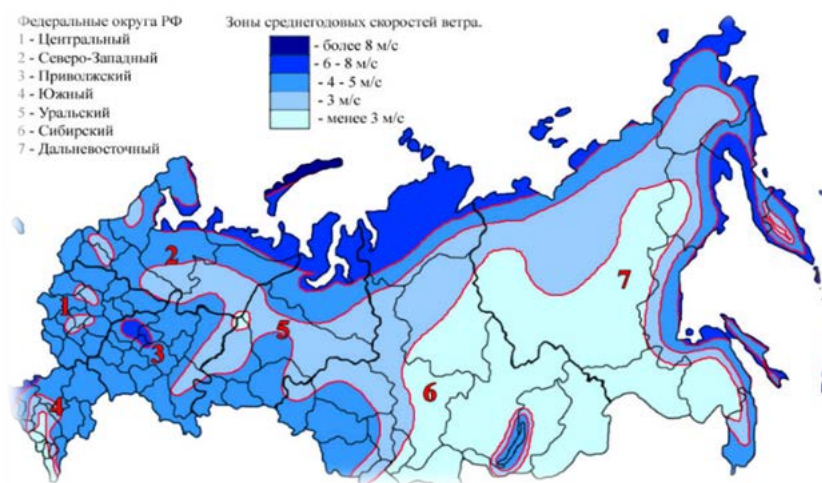 Федеральные округа РФ
1 - Центральный
2 - Северо-Западный
3 - Приволжский
4 - Южный
5 - Уральский
6 - Сибирский
7 - Дальневосточный
Зоны среднегодовых скоростей ветра.
- более 8 м/с
- 6 - 8 м/с
- 4 - 5 м/с
- 3 м/с
- менее 3 м/с
2
1
3
4
5
6
7